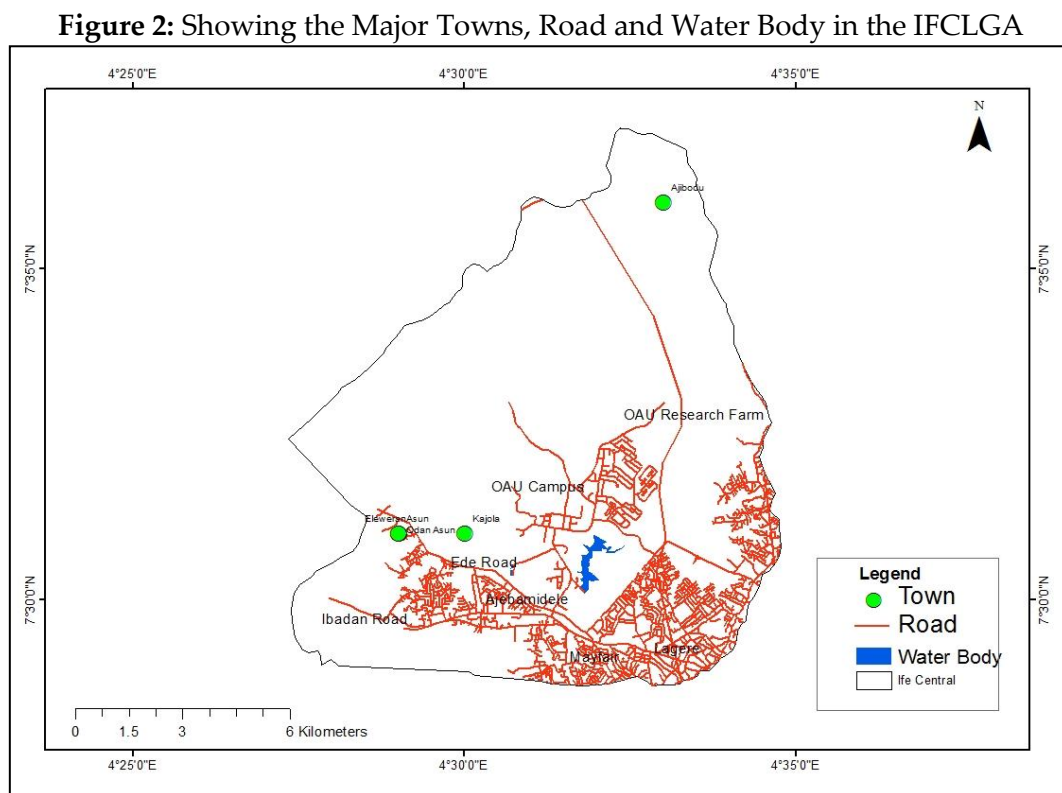 Figure 2: Showing the Major Towns, Road and Water Body in the IFCLGA
4°25'0"E 4°30'0"E 4°35'0"E
N
Ajibodu
7°35'0"N 7°35'0"N
OAU Research Farm
OAU Campus
Asun Kajola
Odan Asun
Ede Road
7°30'0"N Ajebamidele 7°30'0"N
Ibadan Road
Mayfair Lagere
Legend
Town
Road
Water Body
Ife Central
0 1.5 3 6 Kilometers
4°25'0"E 4°30'0"E 4°35'0"E